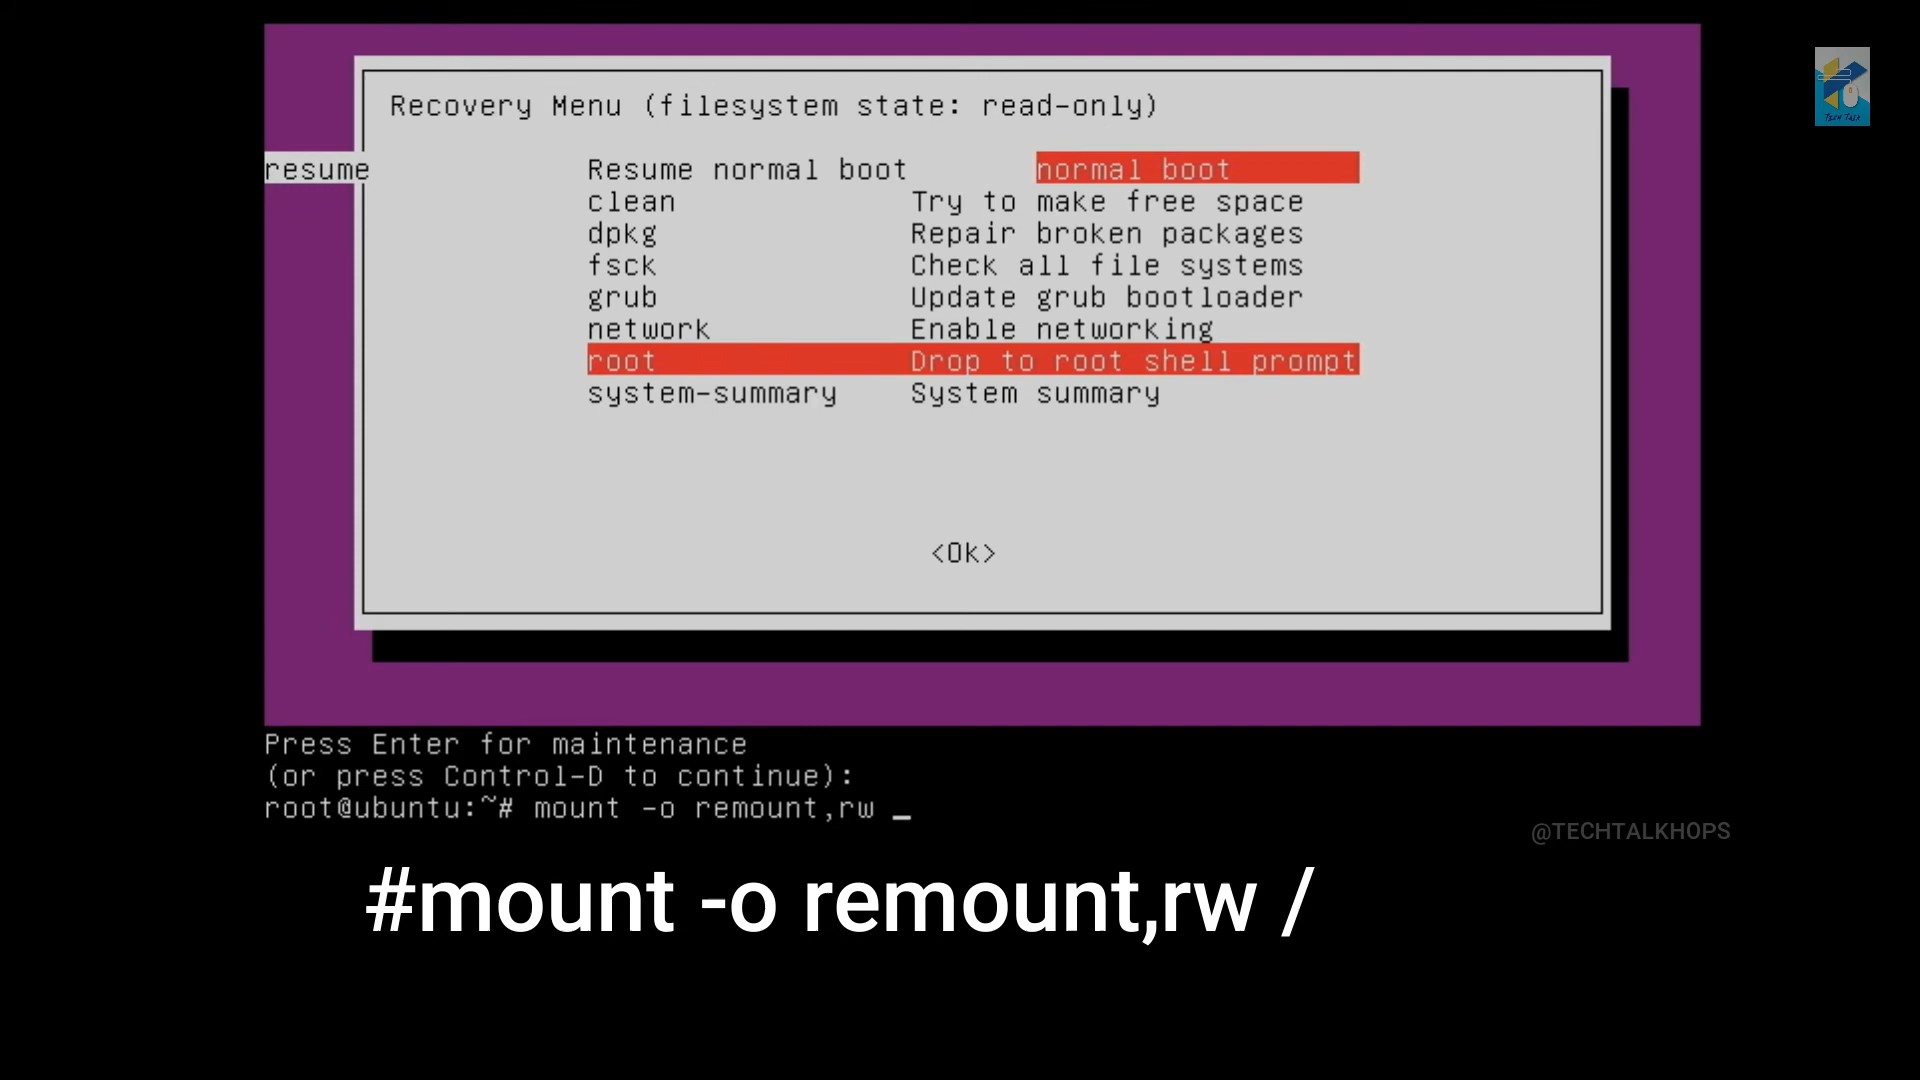 Recovery Menu (filesystem state: read-only)
resume Resume normal boot normal boot
clean Try to make free space
dpkg Repair broken packages
fsck Check all file systems
grub Update grub bootloader
network Enable networking
root Drop to root shell prompt
system-summary System summary
<Ok>
Press Enter for maintenance
(or press Control-D to continue):
root@ubuntu:~# mount -o remount,rw _
@TECHTALKHOPS
#mount -o remount,rw /
TECH TALK